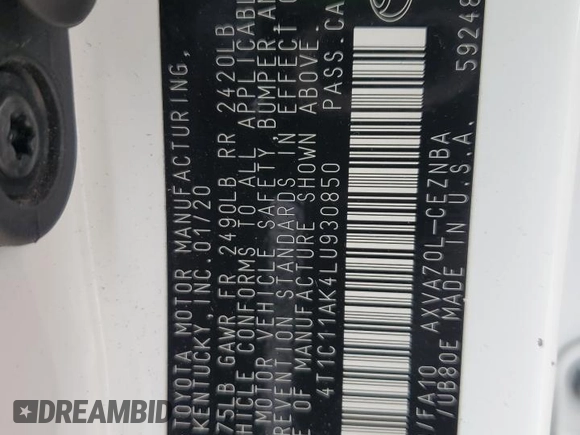 TOYOTA MOTOR MANUFACTURING,
KENTUCKY, INC. 01/20
75LB GAWR FR 2490LB RR 2420LB
HICLE CONFORMS TO ALL APPLICABL
MOTOR VEHICLE SAFETY, BUMPER, AN
REVENTION STANDARDS IN EFFECT O
E OF MANUFACTURE SHOWN ABOVE.
4T1C11AK4LU930850 PASS. CA
/FA10 AXVA70L-CEZNBA
/UB80E MADE IN U.S.A. 59248
DREAMBID